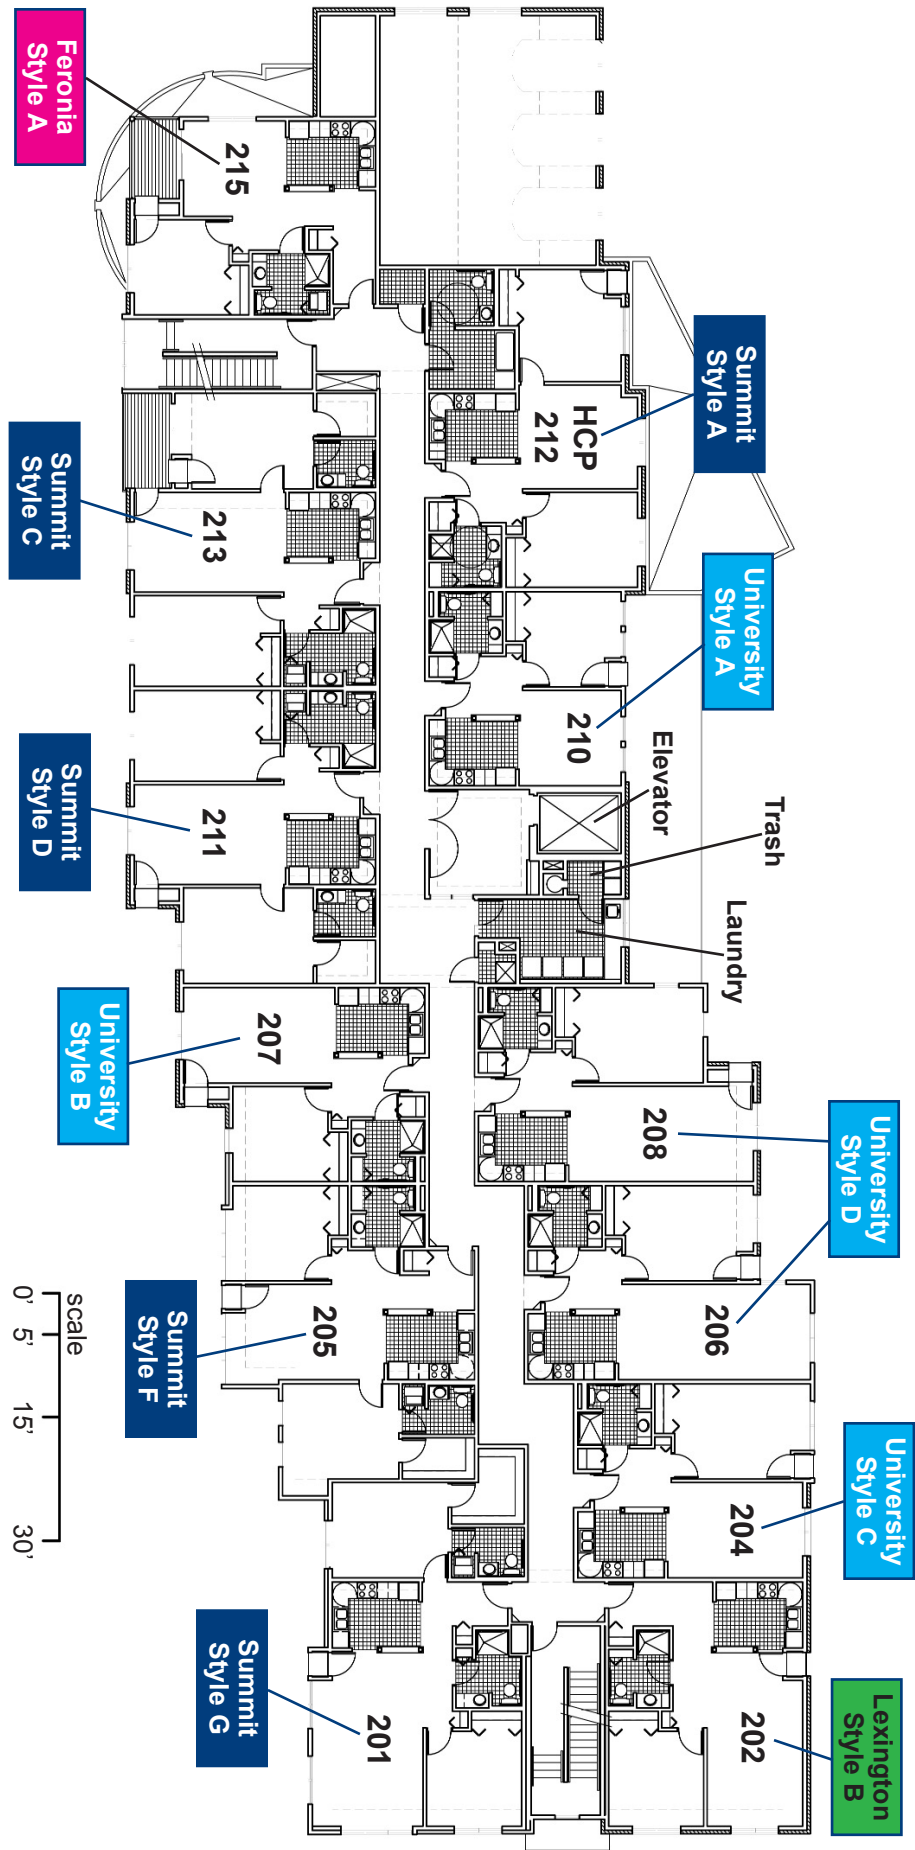 Feronia
Style A
215
Summit
Style A
HCP
212
Summit
Style C
213
University
Style A
210
Elevator
Trash
Laundry
Summit
Style D
211
University
Style B
207
University
Style D
208
206
Summit
Style F
205
University
Style C
204
Summit
Style G
201
Lexington
Style B
202
scale
0' 5' 15' 30'